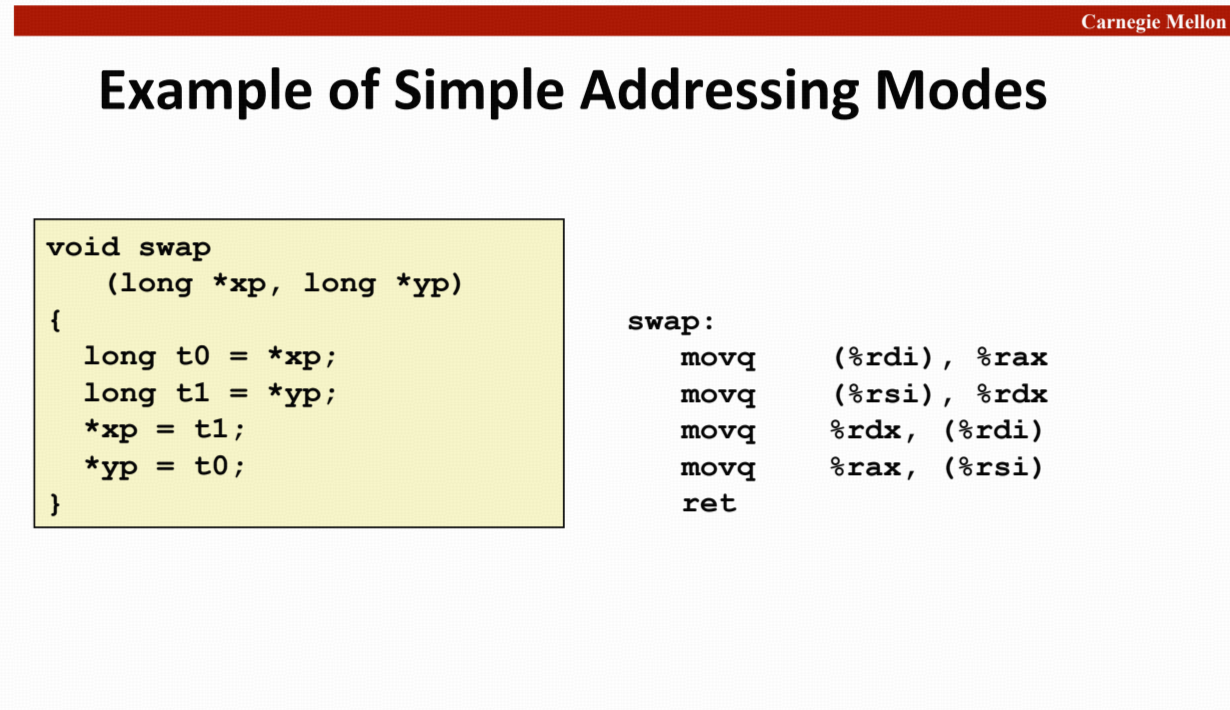 Carnegie Mellon
Example of Simple Addressing Modes
void swap
(long *xp, long *yp)
{
long t0 = *xp;
long t1 = *yp;
*xp = t1;
*yp = t0;
}
swap:
movq (%rdi), %rax
movq (%rsi), %rdx
movq %rdx, (%rdi)
movq %rax, (%rsi)
ret